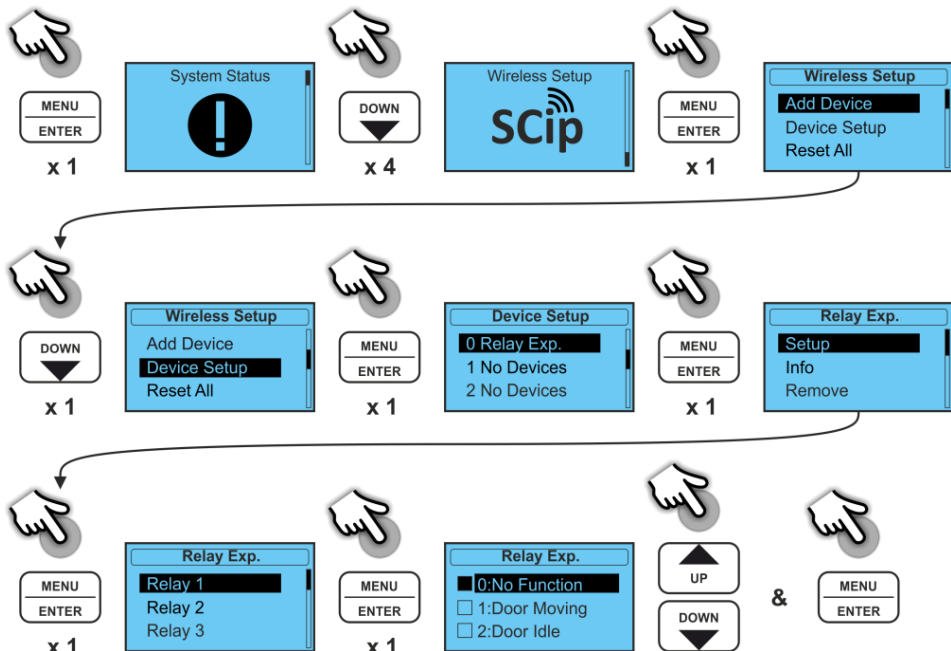 System Status
MENU
ENTER
x 1
DOWN
x 4
Wireless Setup
SCip
MENU
ENTER
x 1
Wireless Setup
Add Device
Device Setup
Reset All
DOWN
x 1
Wireless Setup
Add Device
Device Setup
Reset All
MENU
ENTER
x 1
Device Setup
0 Relay Exp.
1 No Devices
2 No Devices
MENU
ENTER
x 1
Relay Exp.
Setup
Info
Remove
MENU
ENTER
x 1
Relay Exp.
Relay 1
Relay 2
Relay 3
MENU
ENTER
x 1
Relay Exp.
0:No Function
1:Door Moving
2:Door Idle
UP
DOWN
&
MENU
ENTER